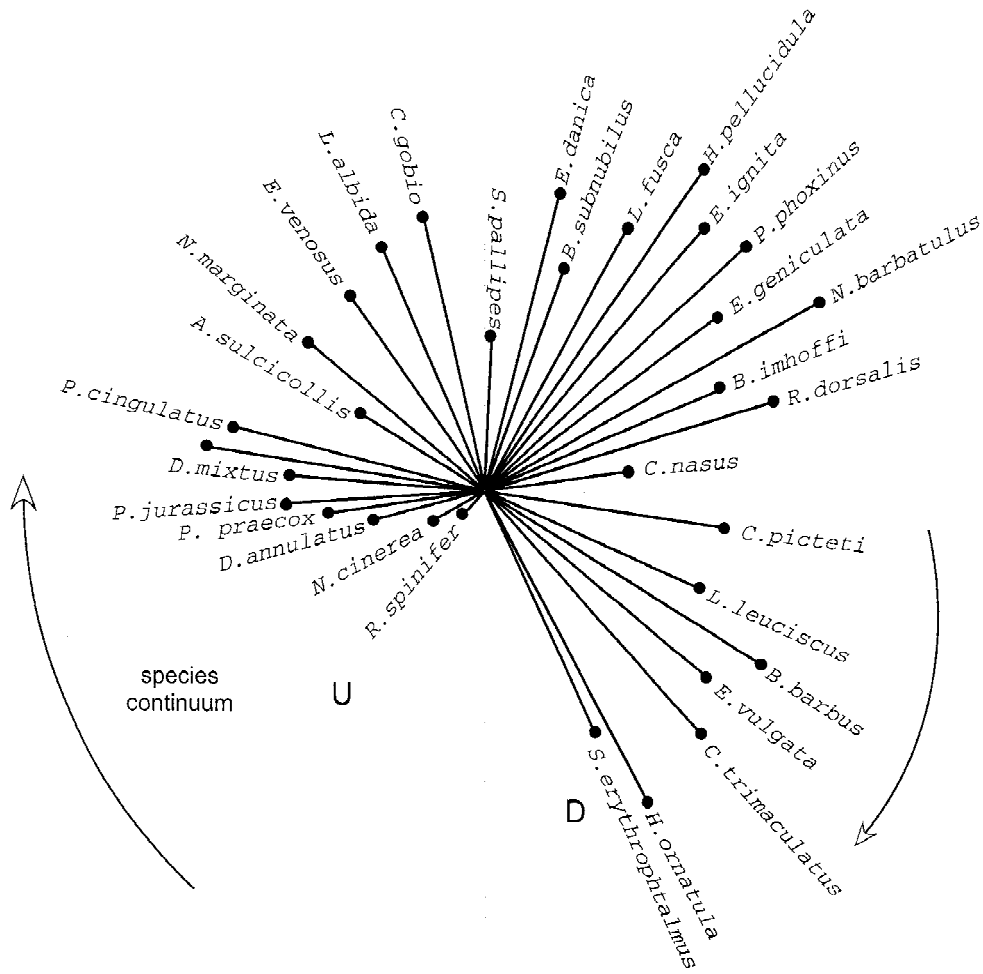 H.pellucidula
E.danica
B.subnubilus
C.gobio
L.albida
L.fusca
E.ignita
P.phoxinus
E.venosus
S.pallipes
E.geniculata
N.barbatulus
N.marginata
A.sulcicollis
B.imhoffi
R.dorsalis
P.cingulatus
D.mixtus
C.nasus
P.jurassicus
P. praecox
D.annulatus
C.picteti
N.cinerea
R.spinifer
L.leuciscus
species
continuum
U
B.barbus
E.vulgata
C.trimaculatus
D
S.erythrophtalmus
H.ornatula